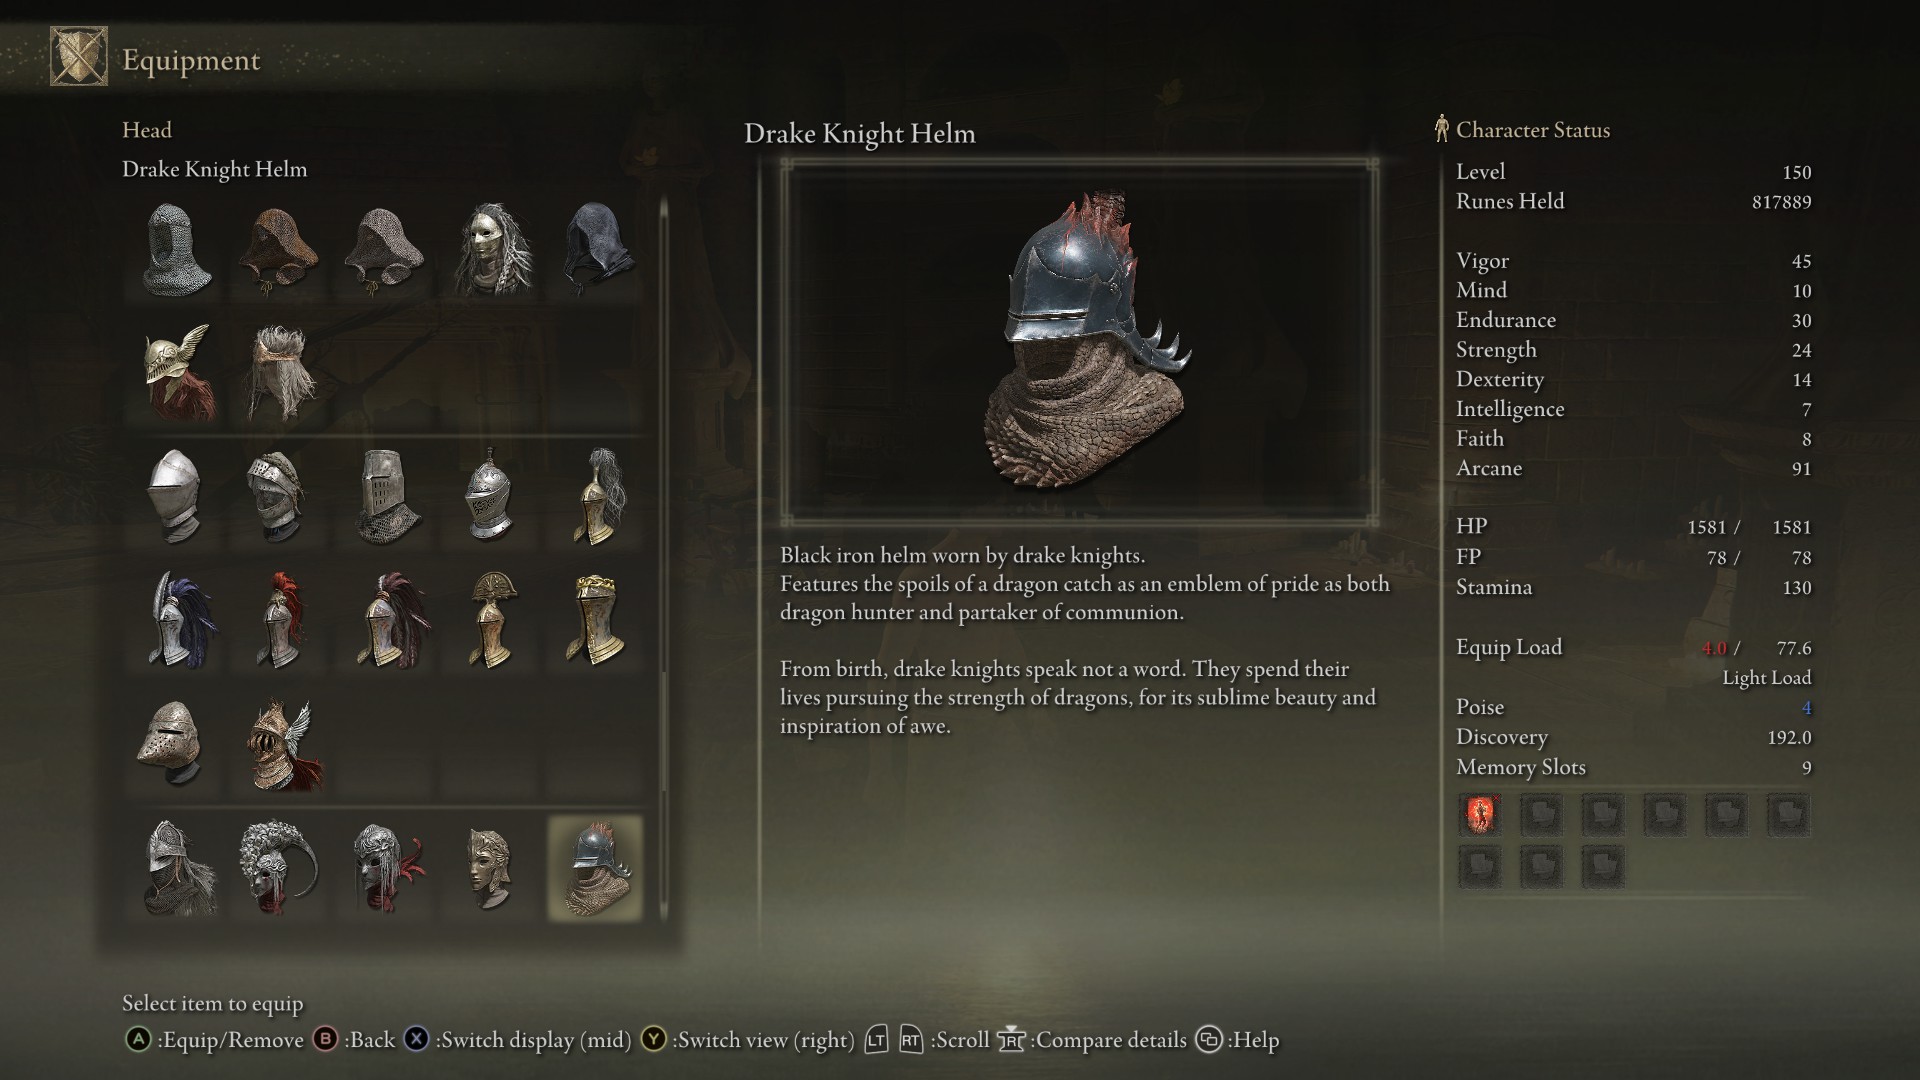 Equipment
Head
Drake Knight Helm
Drake Knight Helm
Black iron helm worn by drake knights.
Features the spoils of a dragon catch as an emblem of pride as both
dragon hunter and partaker of communion.
From birth, drake knights speak not a word. They spend their
lives pursuing the strength of dragons, for its sublime beauty and
inspiration of awe.
Character Status
Level 150
Runes Held 817889
Vigor 45
Mind 10
Endurance 30
Strength 24
Dexterity 14
Intelligence 7
Faith 8
Arcane 91
HP 1581 / 1581
FP 78 / 78
Stamina 130
Equip Load 4.0 / 77.6
Light Load
Poise 4
Discovery 192.0
Memory Slots 9
Select item to equip
A :Equip/Remove B :Back X :Switch display (mid) Y :Switch view (right) LT RT :Scroll R :Compare details :Help